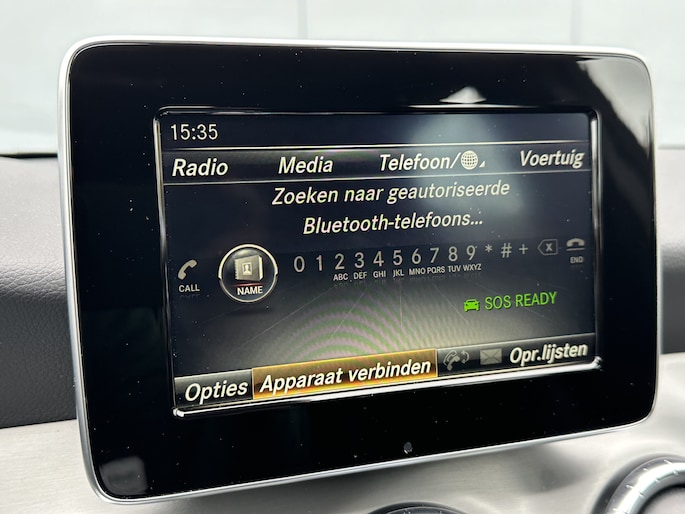 15:35
Radio Media Telefoon/ Voertuig
Zoeken naar geautoriseerde
Bluetooth-telefoons...
0 1 2 3 4 5 6 7 8 9 * # +
ABC DEF GHI JKL MNO PQRS TUV WXYZ
CALL NAME END
SOS READY
Opties Apparaat verbinden Opr.lijsten